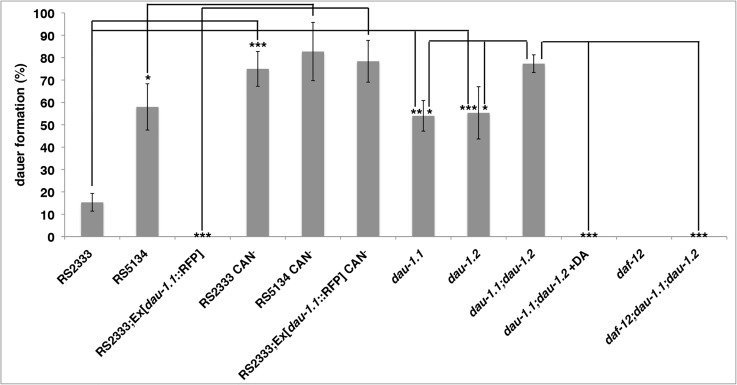 dauer formation (%)
100
90
80
70
60
50
40
30
20
10
0
*
***
***
** *
*** *
***
***
RS2333
RS5134
RS2333;Ex[dau-1.1::RFP]
RS2333 CAN-
RS5134 CAN-
RS2333;Ex[dau-1.1::RFP] CAN-
dau-1.1
dau-1.2
dau-1.1;dau-1.2
dau-1.1;dau-1.2 +DA
daf-12
daf-12;dau-1.1;dau-1.2